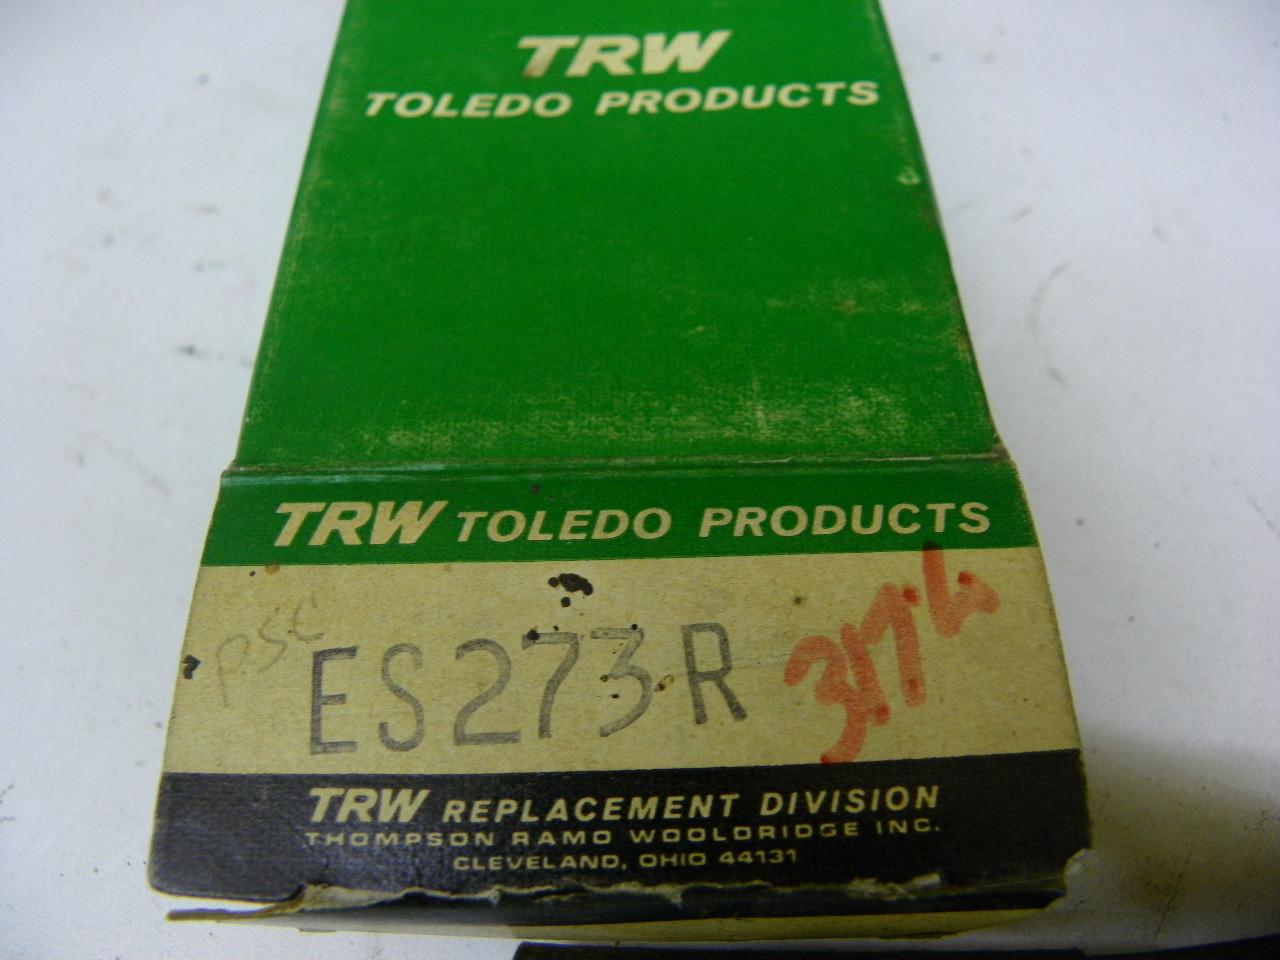 TRW
TOLEDO PRODUCTS
TRW TOLEDO PRODUCTS
psc
ES273R
TRW REPLACEMENT DIVISION
THOMPSON RAMO WOOLDRIDGE INC.
CLEVELAND, OHIO 44131